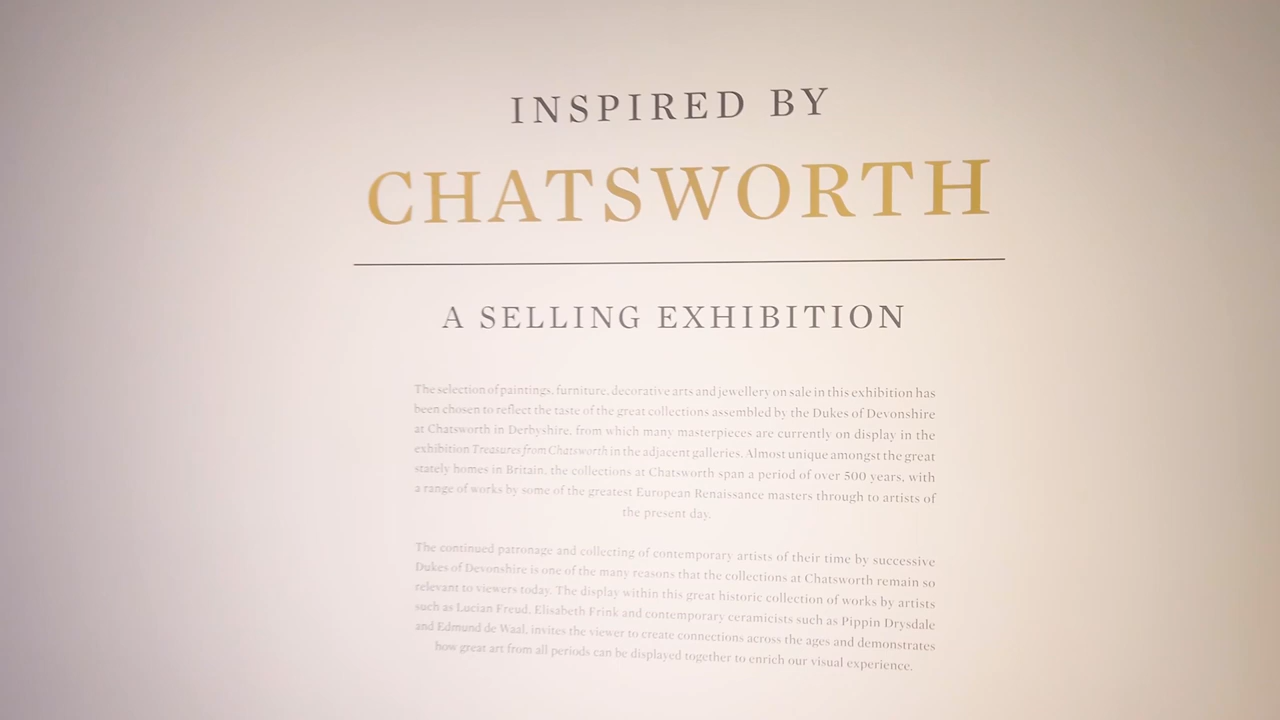 INSPIRED BY
CHATSWORTH
A SELLING EXHIBITION
The selection of paintings, furniture, decorative arts and jewellery on sale in this exhibition has
been chosen to reflect the taste of the great collections assembled by the Dukes of Devonshire
at Chatsworth in Derbyshire, from which many masterpieces are currently on display in the
exhibition Treasures from Chatsworth in the adjacent galleries. Almost unique amongst the great
stately homes in Britain, the collections at Chatsworth span a period of over 500 years, with
a range of works by some of the greatest European Renaissance masters through to artists of
the present day.
The continued patronage and collecting of contemporary artists of their time by successive
Dukes of Devonshire is one of the many reasons that the collections at Chatsworth remain so
relevant to viewers today. The display within this great historic collection of works by artists
such as Lucian Freud, Elisabeth Frink and contemporary ceramicists such as Pippin Drysdale
and Edmund de Waal, invites the viewer to create connections across the ages and demonstrates
how great art from all periods can be displayed together to enrich our visual experience.